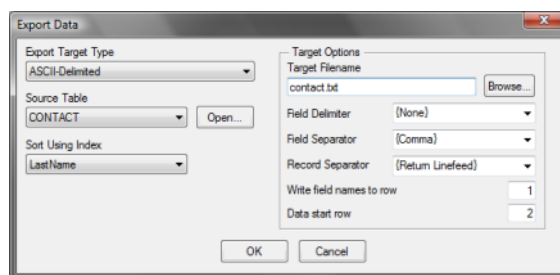 Export Data
Export Target Type
ASCII-Delimited
Source Table
CONTACT
Open...
Sort Using Index
LastName
Target Options
Target Filename
contact.txt
Browse...
Field Delimiter
{None}
Field Separator
{Comma}
Record Separator
{Return Linefeed}
Write field names to row
1
Data start row
2
OK
Cancel